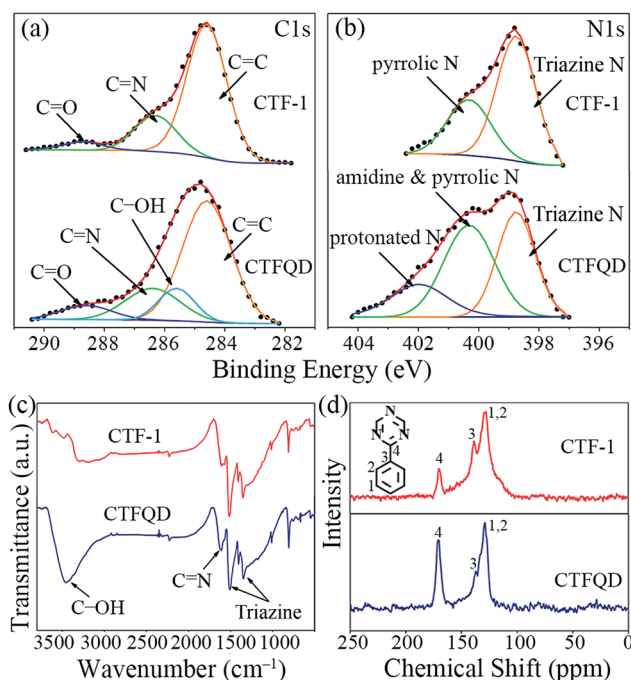 (a) C1s
C=C
CTF-1
C=N
C=O
C-OH
C=C
CTFQD
C=N
C=O
290 288 286 284 282
(b) N1s
pyrrolic N
Triazine N
CTF-1
amidine & pyrrolic N
Triazine N
CTFQD
protonated N
404 402 400 398 396
Binding Energy (eV)
(c)
CTF-1
CTFQD
C=N
C-OH
Triazine
Transmittance (a.u.)
3800 3000 2500 2000 1500 1000
Wavenumber (cm⁻¹)
(d)
N
N N
3 4
2
1
4 3 1,2
CTF-1
4 3 1,2
CTFQD
Intensity
250 200 150 100 50 0
Chemical Shift (ppm)